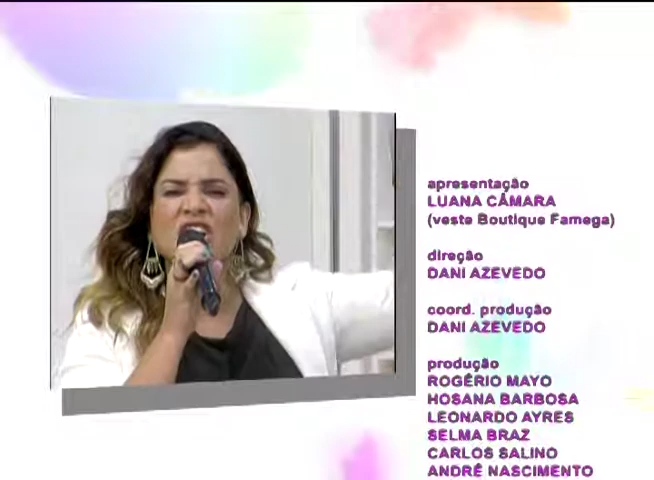 apresentação
LUANA CÂMARA
(veste Boutique Famega)
direção
DANI AZEVEDO
coord. produção
DANI AZEVEDO
produção
ROGÉRIO MAYO
HOSANA BARBOSA
LEONARDO AYRES
SELMA BRAZ
CARLOS SALINO
ANDRÉ NASCIMENTO